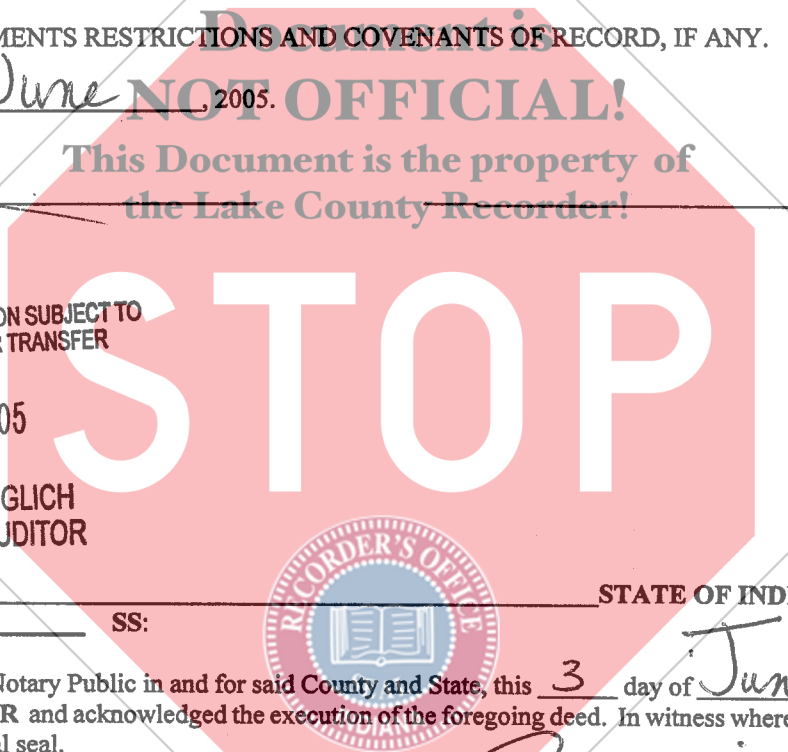 Document is
MENTS RESTRICTIONS AND COVENANTS OF RECORD, IF ANY.
June , 2005.
NOT OFFICIAL!
This Document is the property of
the Lake County Recorder!
STOP
ON SUBJECT TO
R TRANSFER
05
GLICH
UDITOR
RECORDER'S OFFICE
INDIANA
STATE OF INDI
SS:
Notary Public in and for said County and State, this 3 day of Jun
R and acknowledged the execution of the foregoing deed. In witness where
l seal.